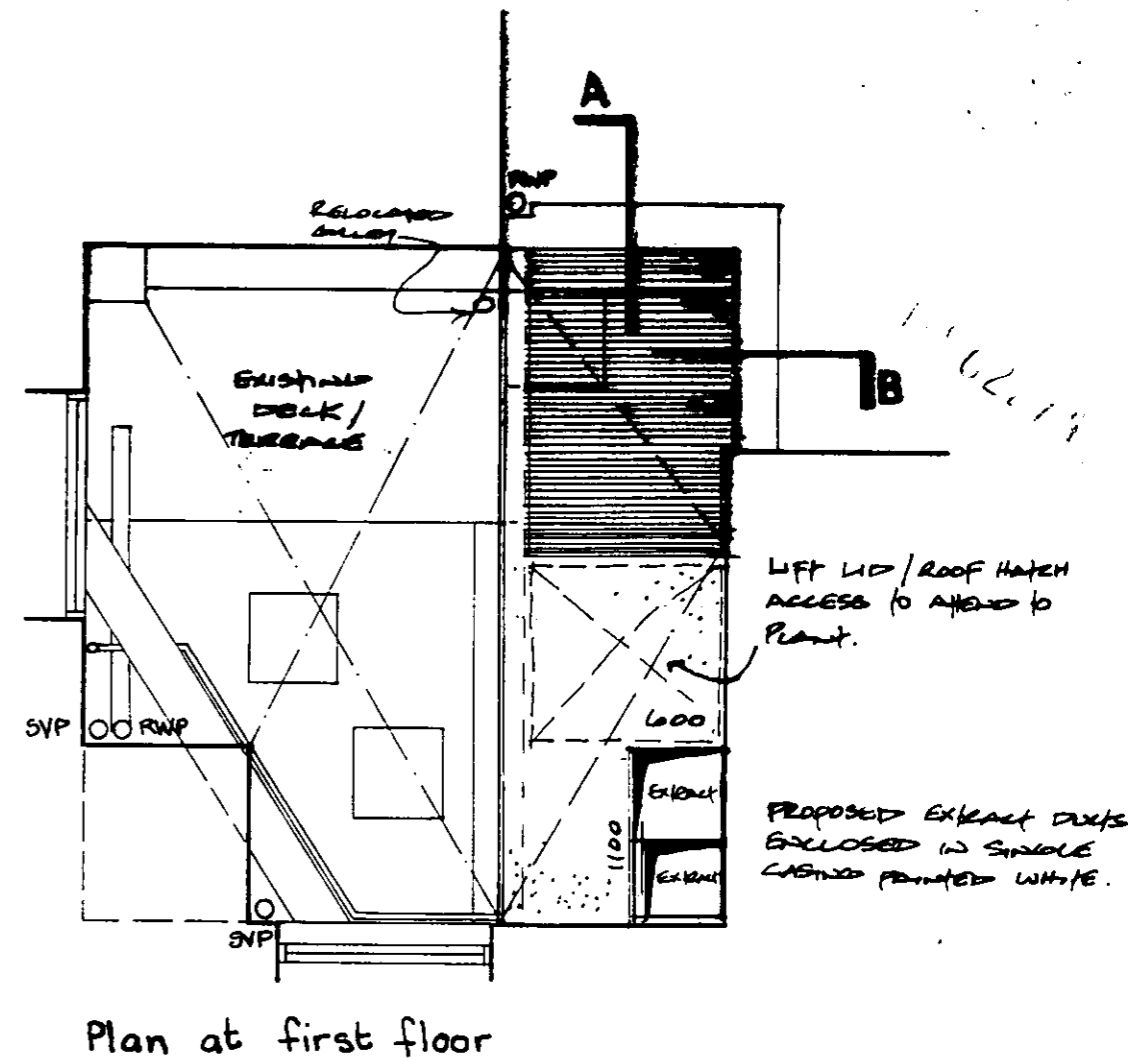 A
RWP
RELOCATED
GULLEY
EXISTING
DECK /
TERRACE
B
LIFT LID / ROOF HATCH
ACCESS TO ATTEND TO
PLANT.
600
SVP
RWP
EXTRACT
1100
EXTRACT
PROPOSED EXTRACT DUCTS
ENCLOSED IN SINGLE
CASING PAINTED WHITE.
SVP
Plan at first floor